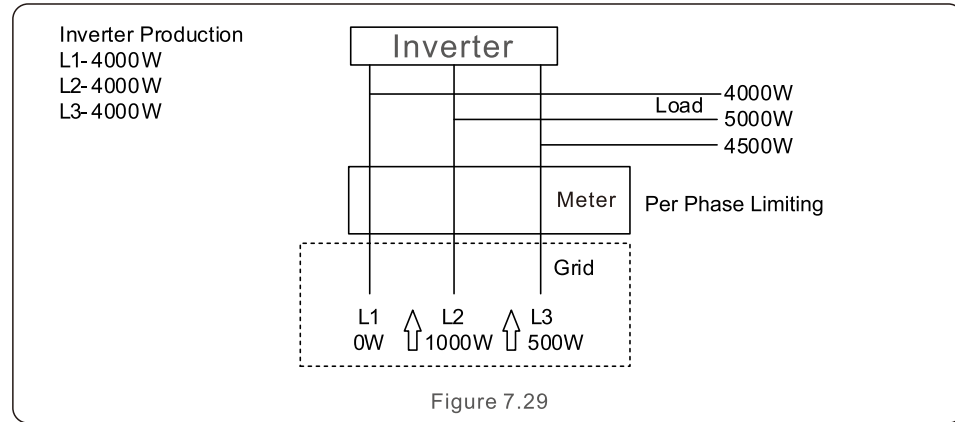 Inverter Production
L1-4000W
L2-4000W
L3-4000W
Inverter
Load
4000W
5000W
4500W
Meter
Per Phase Limiting
Grid
L1 L2 L3
0W 1000W 500W
Figure 7.29